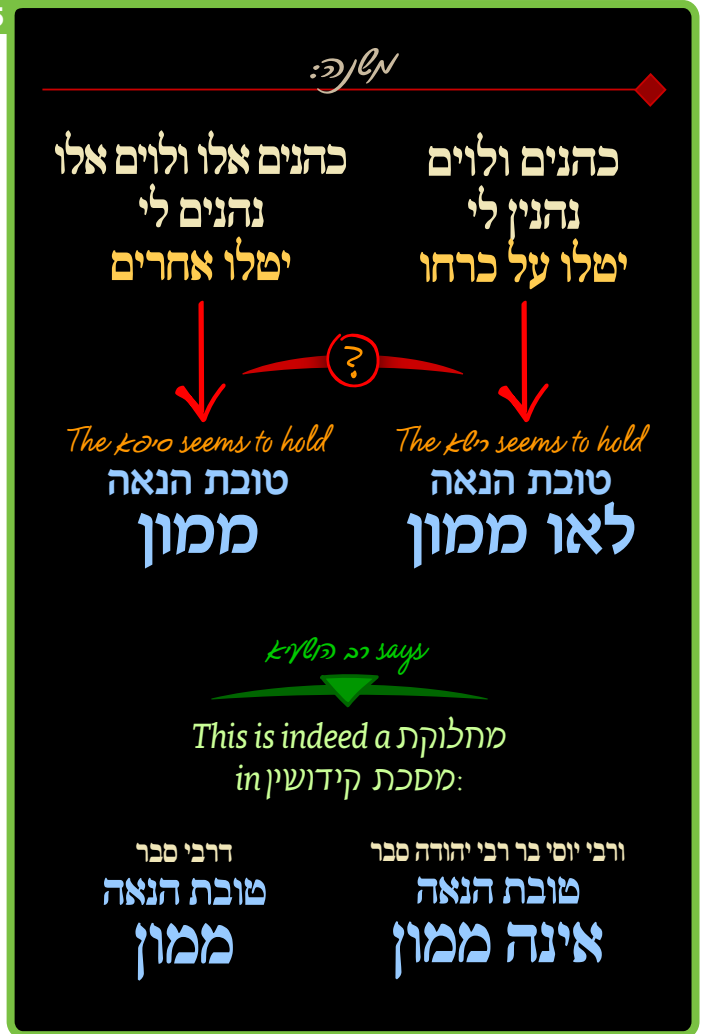 משנה:
כהנים ולוים
נהנין לי
יטלו על כרחו
כהנים אלו ולוים אלו
נהנים לי
יטלו אחרים
?
The רישא seems to hold
טובת הנאה
לאו ממון
The סיפא seems to hold
טובת הנאה
ממון
רב הושעיא says
This is indeed a מחלוקת
in מסכת קידושין:
ורבי יוסי בר רבי יהודה סבר
טובת הנאה
אינה ממון
דרבי סבר
טובת הנאה
ממון